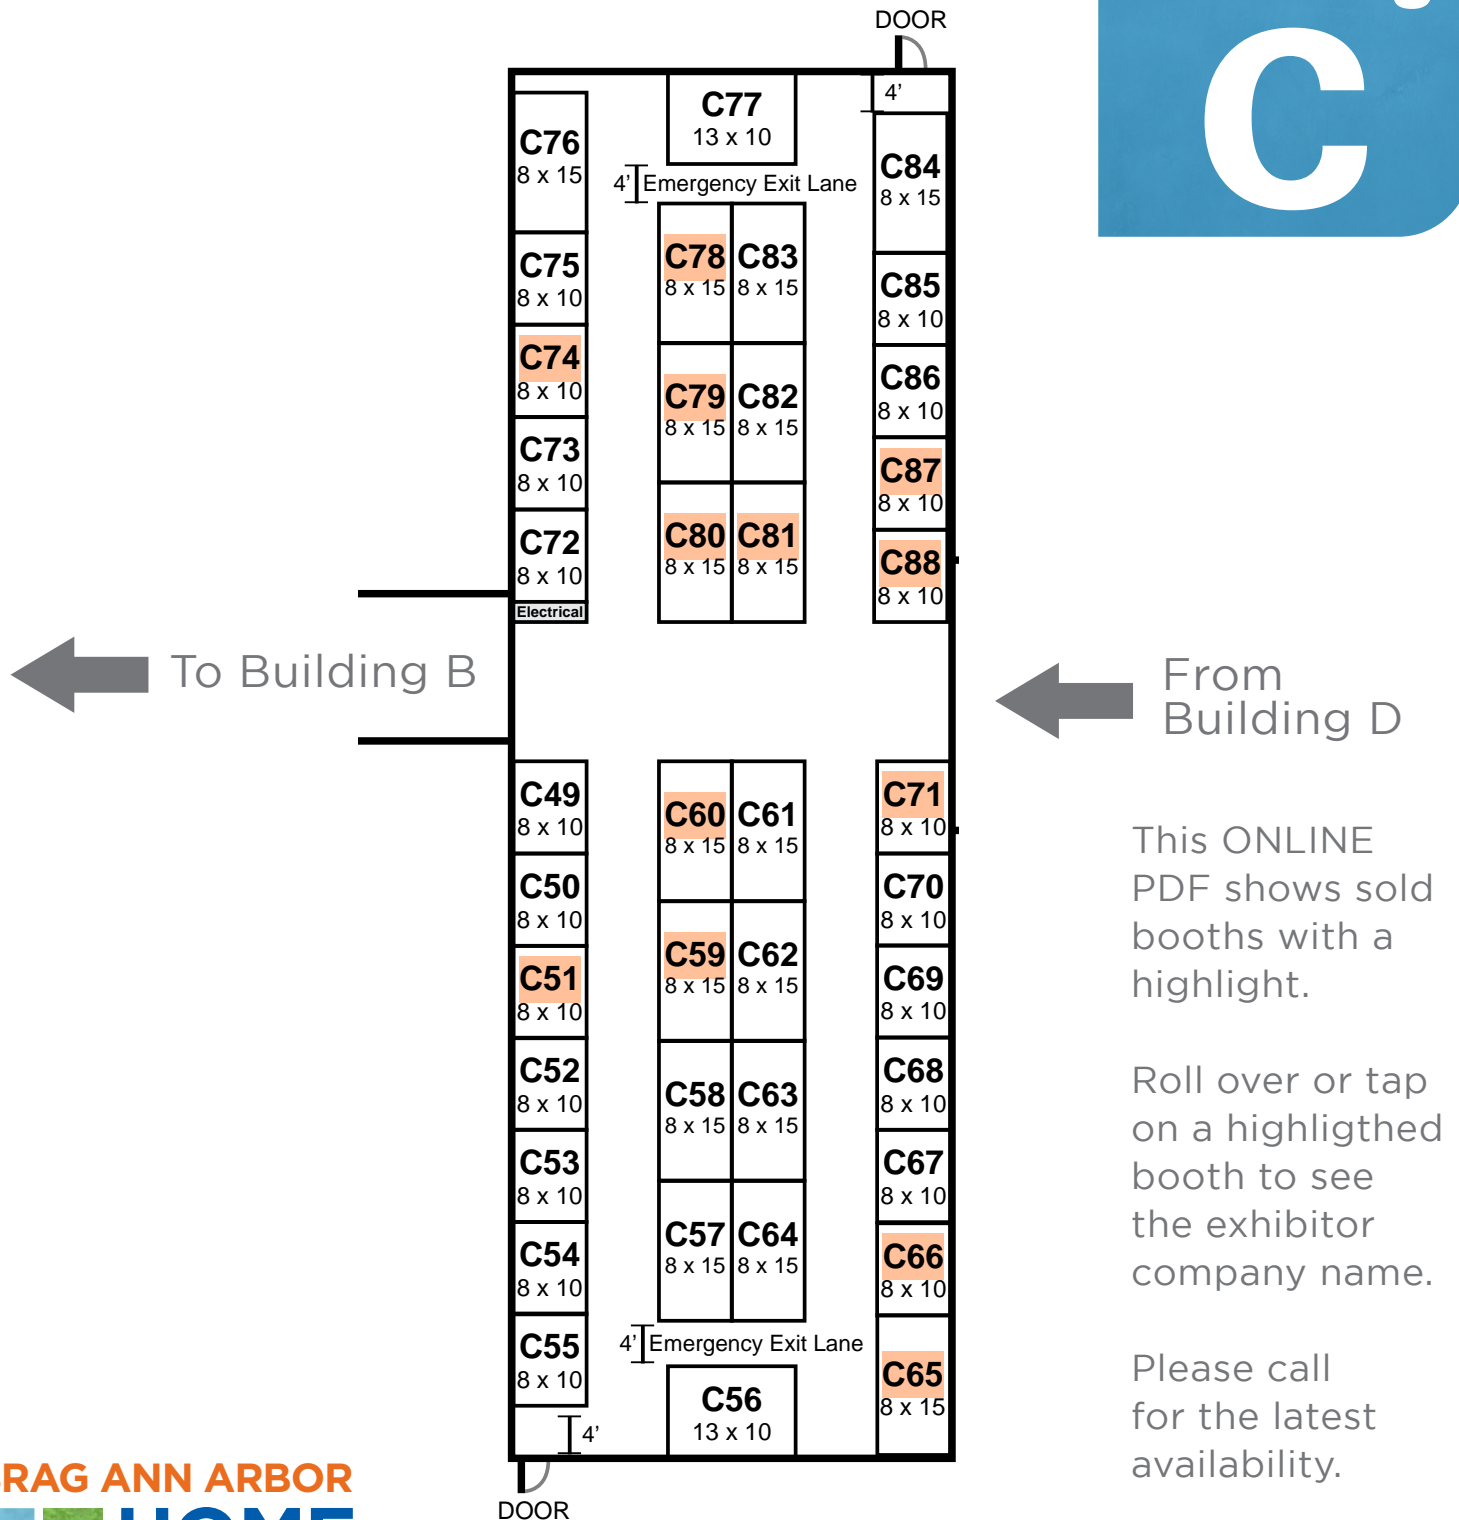 DOOR
C
C77
13 x 10
4'
C76
8 x 15
C84
8 x 15
4' Emergency Exit Lane
C78
8 x 15
C83
8 x 15
C75
8 x 10
C85
8 x 10
C74
8 x 10
C79
8 x 15
C82
8 x 15
C86
8 x 10
C73
8 x 10
C87
8 x 10
C72
8 x 10
C80
8 x 15
C81
8 x 15
C88
8 x 10
Electrical
To Building B
From
Building D
C49
8 x 10
C60
8 x 15
C61
8 x 15
C71
8 x 10
C50
8 x 10
C70
8 x 10
C51
8 x 10
C59
8 x 15
C62
8 x 15
C69
8 x 10
C52
8 x 10
C58
8 x 15
C63
8 x 15
C68
8 x 10
C53
8 x 10
C67
8 x 10
C54
8 x 10
C57
8 x 15
C64
8 x 15
C66
8 x 10
C55
8 x 10
4' Emergency Exit Lane
C56
13 x 10
C65
8 x 15
4'
DOOR
This ONLINE
PDF shows sold
booths with a
highlight.
Roll over or tap
on a highligthed
booth to see
the exhibitor
company name.
Please call
for the latest
availability.
RAG ANN ARBOR
HOME